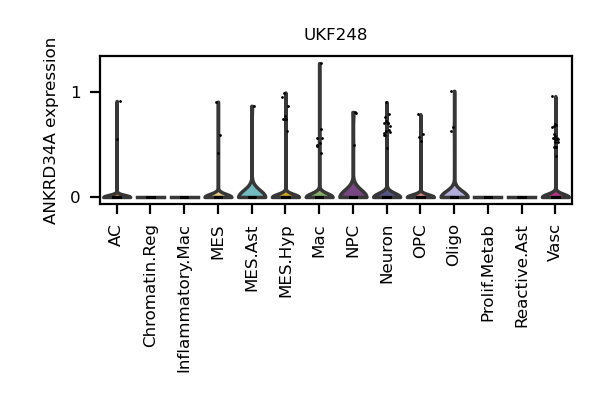 UKF248
ANKRD34A expression
1
0
AC
Chromatin.Reg
Inflammatory.Mac
MES
MES.Ast
MES.Hyp
Mac
NPC
Neuron
OPC
Oligo
Prolif.Metab
Reactive.Ast
Vasc